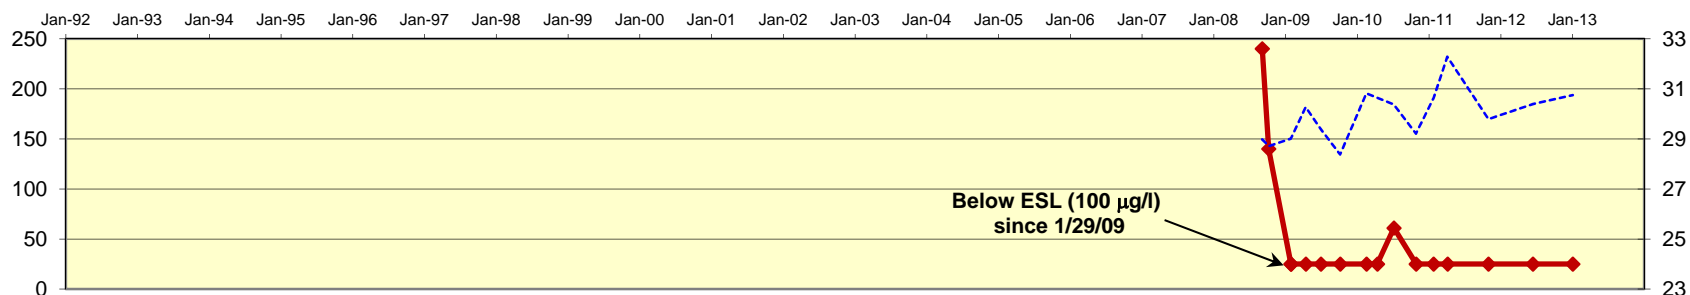 Jan-92 Jan-93 Jan-94 Jan-95 Jan-96 Jan-97 Jan-98 Jan-99 Jan-00 Jan-01 Jan-02 Jan-03 Jan-04 Jan-05 Jan-06 Jan-07 Jan-08 Jan-09 Jan-10 Jan-11 Jan-12 Jan-13
250 33
200 31
150 29
100 27
Below ESL (100 μg/l)
since 1/29/09
50 25
0 23